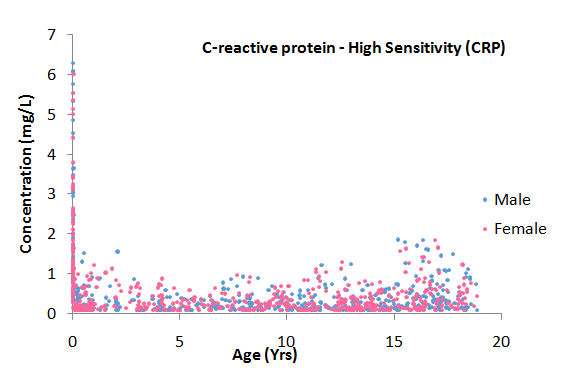 C-reactive protein - High Sensitivity (CRP)
Concentration (mg/L)
7
6
5
4
3
2
1
0
0 5 10 15 20
Age (Yrs)
Male
Female